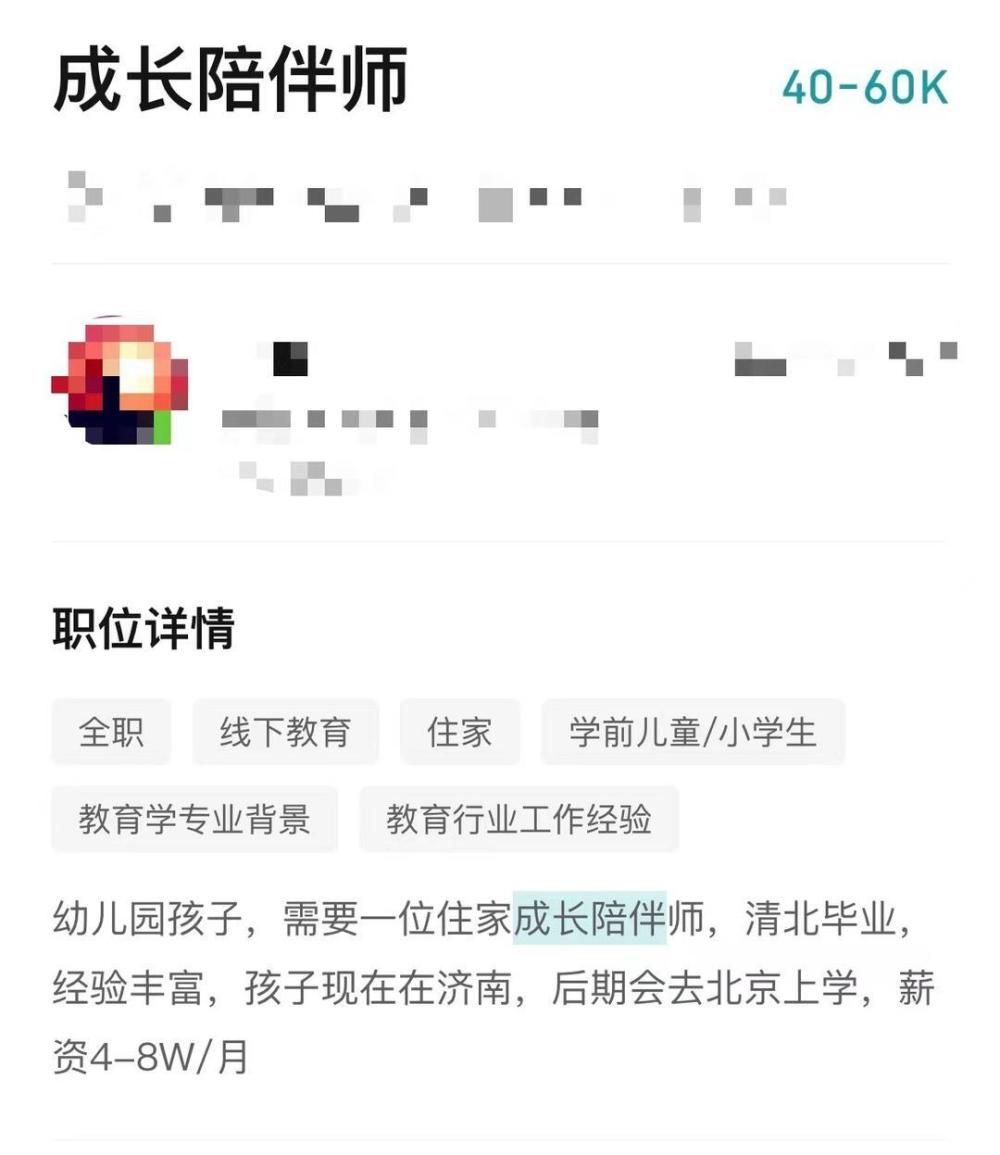 成长陪伴师
40-60K
职位详情
全职 线下教育 住家 学前儿童/小学生
教育学专业背景 教育行业工作经验
幼儿园孩子，需要一位住家成长陪伴师，清北毕业，
经验丰富，孩子现在在济南，后期会去北京上学，薪
资4-8W/月